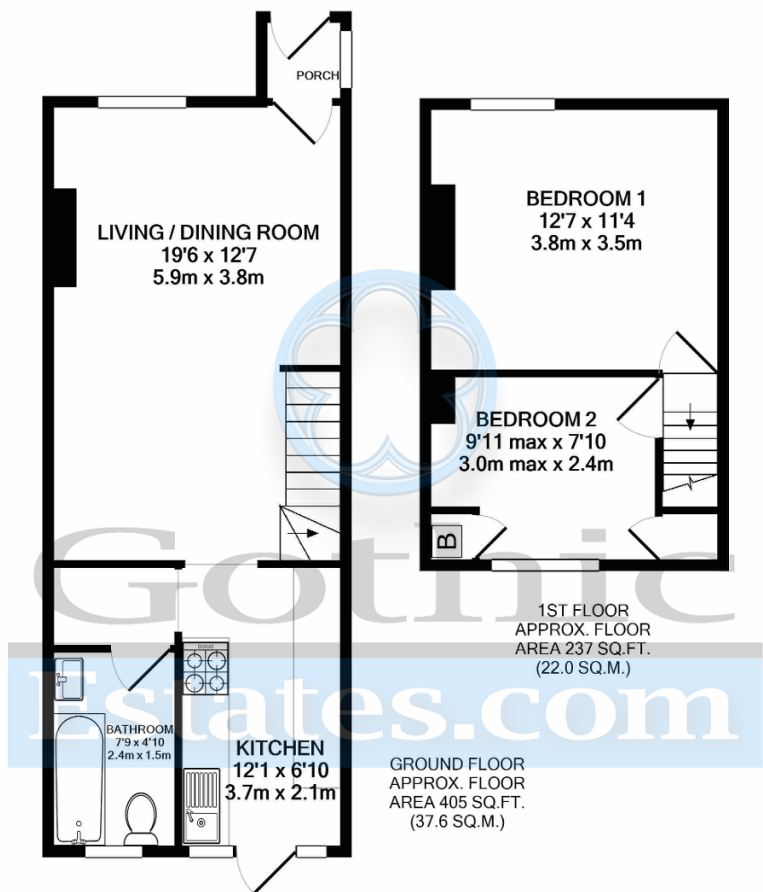 PORCH
LIVING / DINING ROOM
19'6 x 12'7
5.9m x 3.8m
BEDROOM 1
12'7 x 11'4
3.8m x 3.5m
BEDROOM 2
9'11 max x 7'10
3.0m max x 2.4m
B
Gothic
Estates.com
1ST FLOOR
APPROX. FLOOR
AREA 237 SQ.FT.
(22.0 SQ.M.)
BATHROOM
7'9 x 4'10
2.4m x 1.5m
KITCHEN
12'1 x 6'10
3.7m x 2.1m
GROUND FLOOR
APPROX. FLOOR
AREA 405 SQ.FT.
(37.6 SQ.M.)